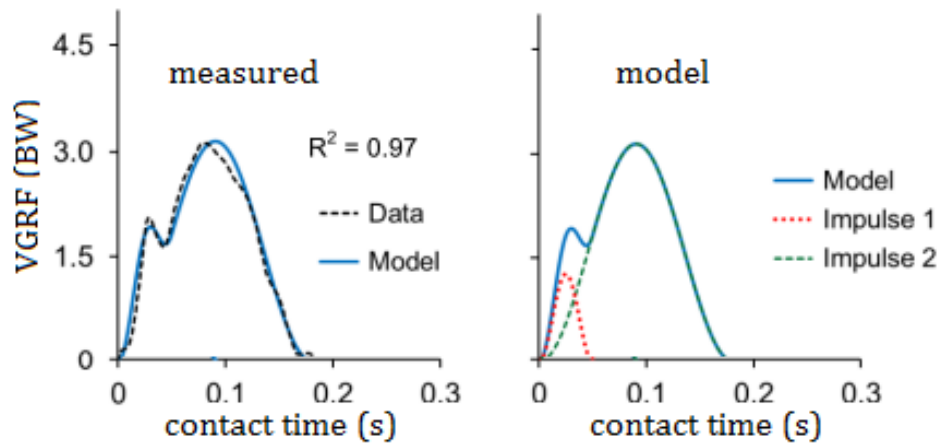 measured
model
VGRF (BW)
4.5
3.0
1.5
0
R² = 0.97
Data
Model
0
0.1
0.2
0.3
contact time (s)
Model
Impulse 1
Impulse 2
0
0.1
0.2
0.3
contact time (s)